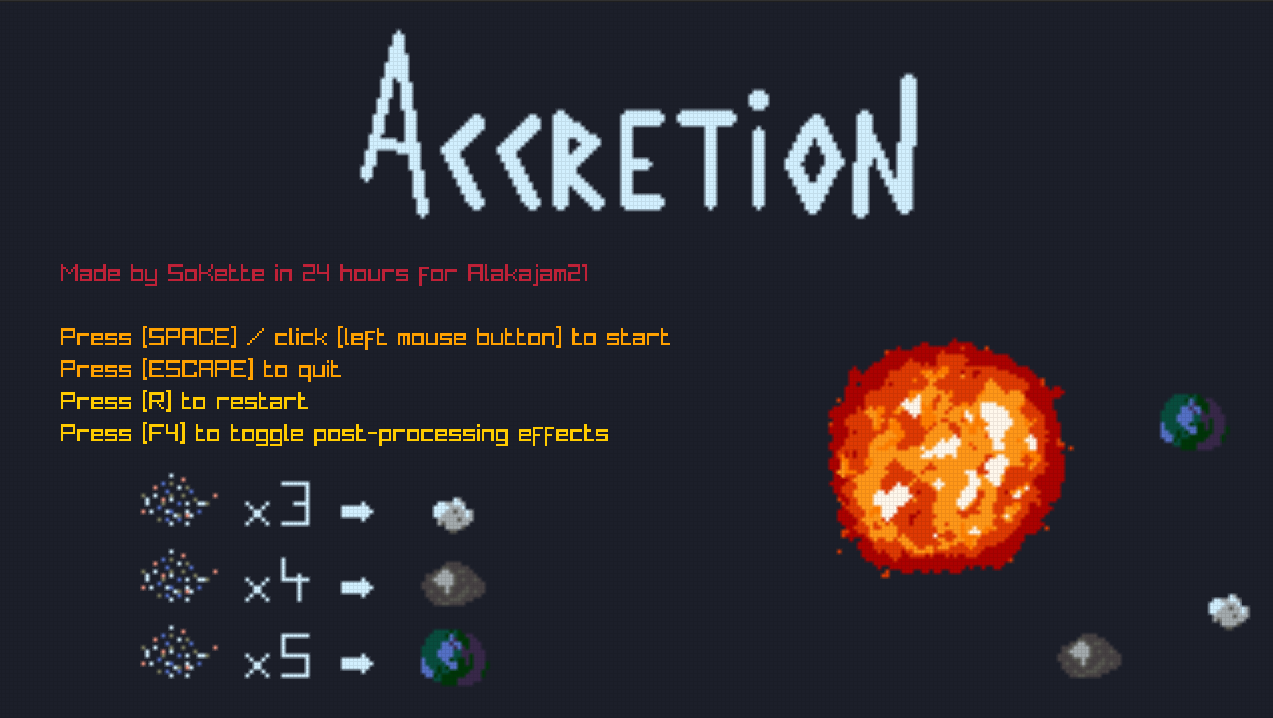 ACCRETiON
Made by SoKette in 24 hours for Alakajam21
Press [SPACE] / click [left mouse button] to start
Press [ESCAPE] to quit
Press [R] to restart
Press [F4] to toggle post-processing effects
x3
x4
x5